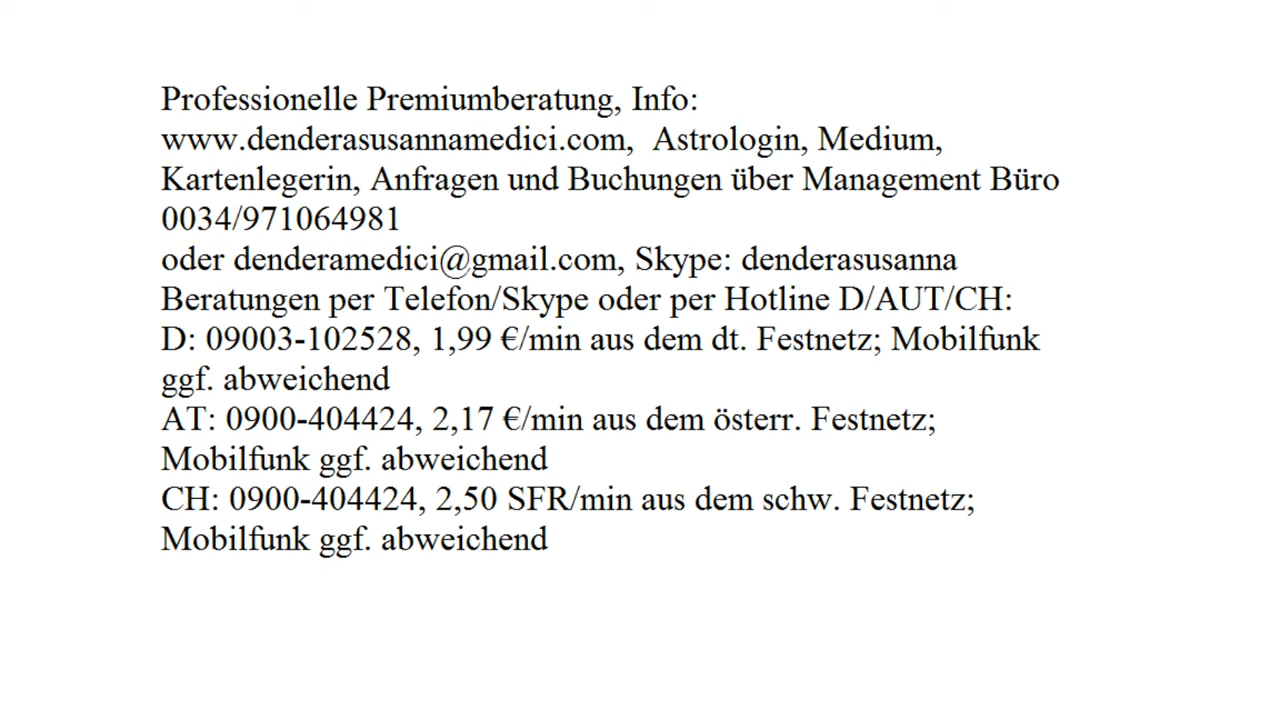 Professionelle Premiumberatung, Info:
www.denderasusannamedici.com,  Astrologin, Medium,
Kartenlegerin, Anfragen und Buchungen über Management Büro
0034/971064981
oder denderamedici@gmail.com, Skype: denderasusanna
Beratungen per Telefon/Skype oder per Hotline D/AUT/CH:
D: 09003-102528, 1,99 €/min aus dem dt. Festnetz; Mobilfunk
ggf. abweichend
AT: 0900-404424, 2,17 €/min aus dem österr. Festnetz;
Mobilfunk ggf. abweichend
CH: 0900-404424, 2,50 SFR/min aus dem schw. Festnetz;
Mobilfunk ggf. abweichend